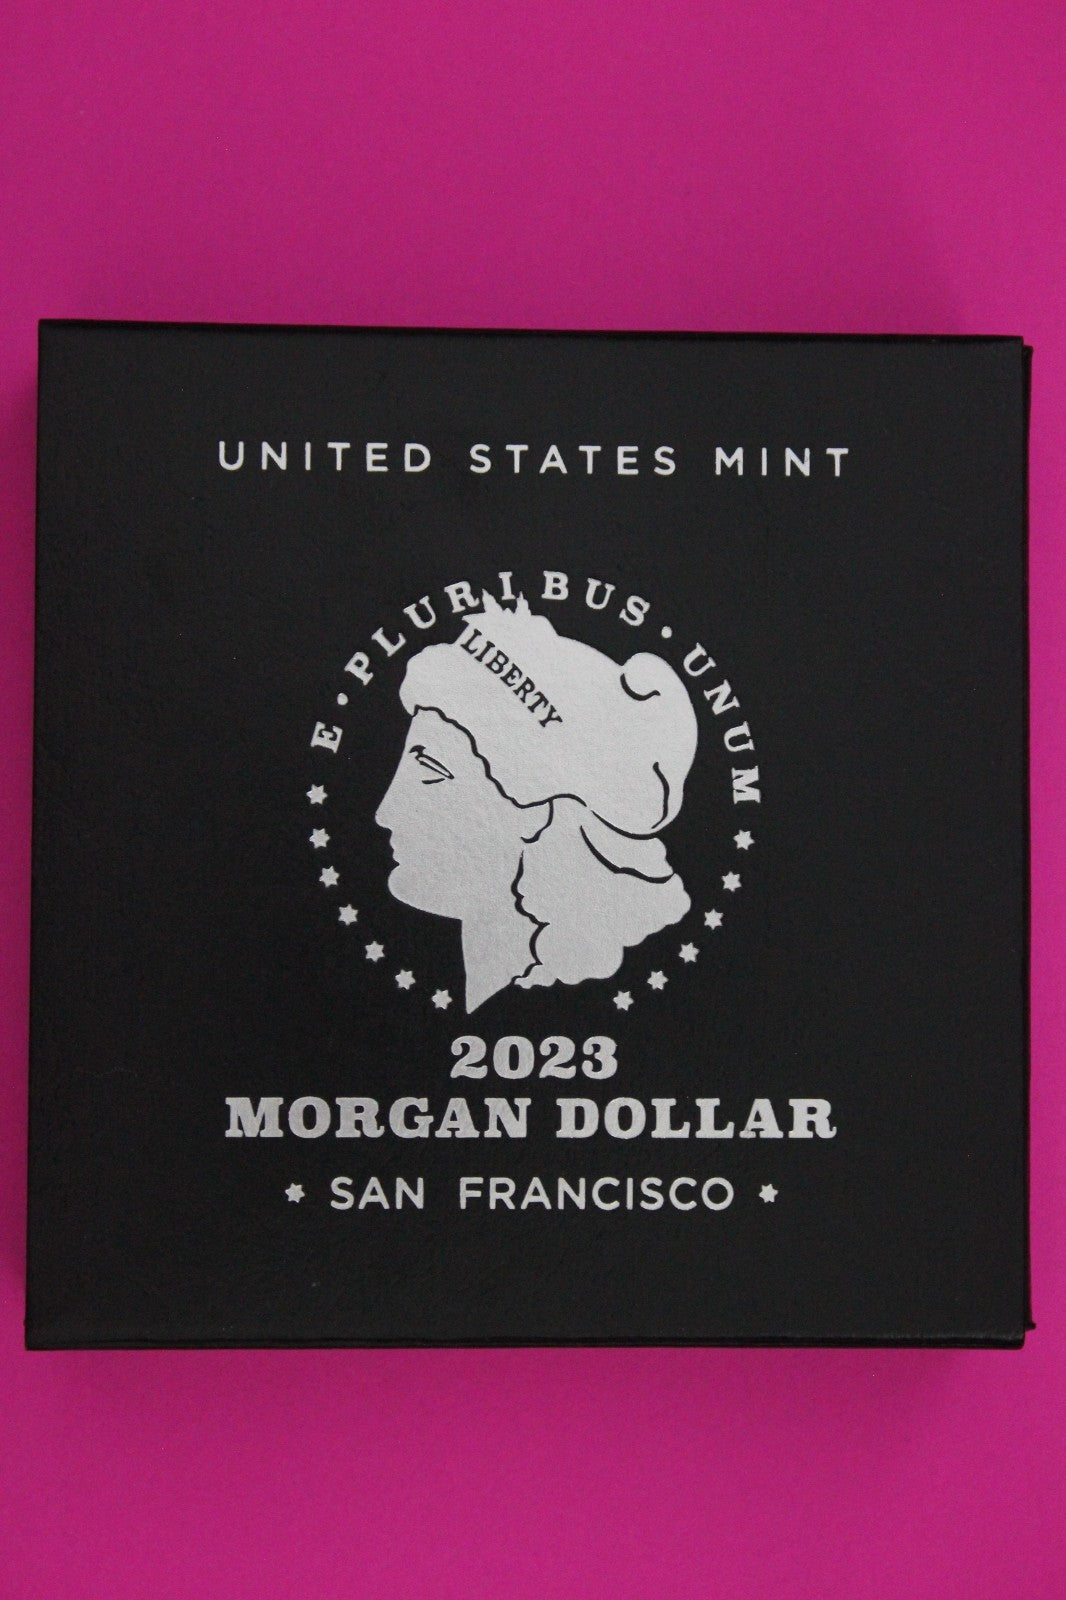 UNITED STATES MINT
E · PLURIBUS · UNUM
LIBERTY
2023
MORGAN DOLLAR
SAN FRANCISCO